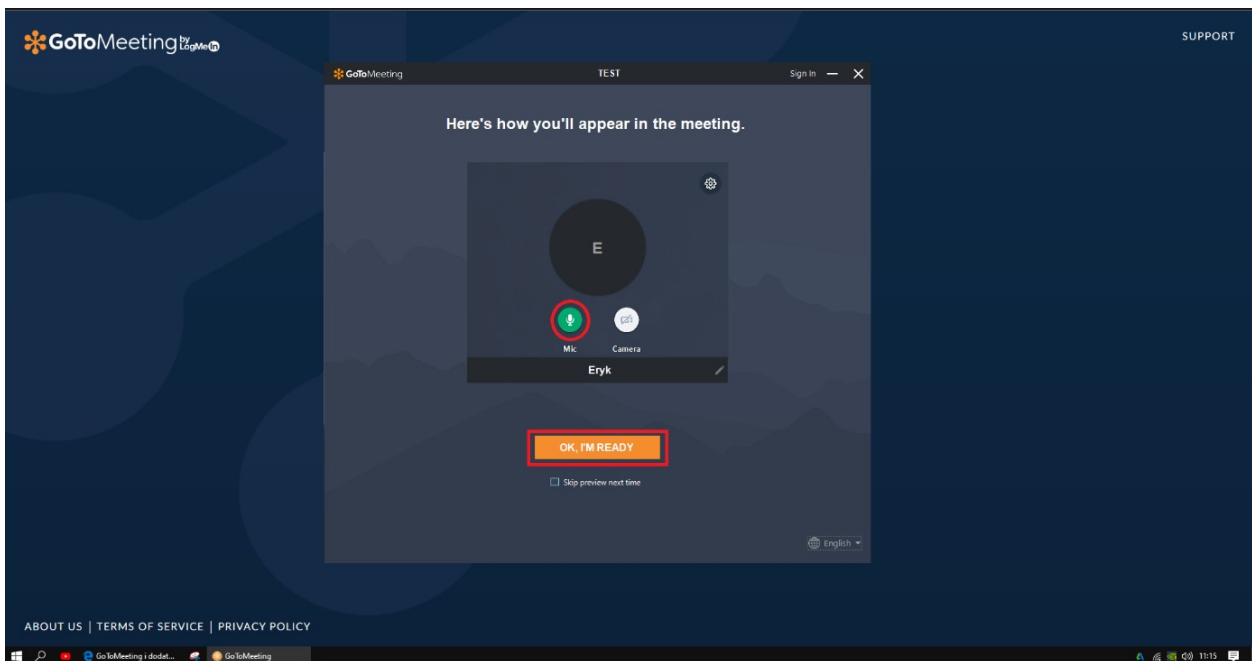 GoToMeeting by LogMeIn
SUPPORT
GoToMeeting
TEST
Sign In
Here's how you'll appear in the meeting.
E
Mic
Camera
Eryk
OK, I'M READY
Skip preview next time
English
ABOUT US | TERMS OF SERVICE | PRIVACY POLICY
GoToMeeting i dodat...
GoToMeeting
11:15